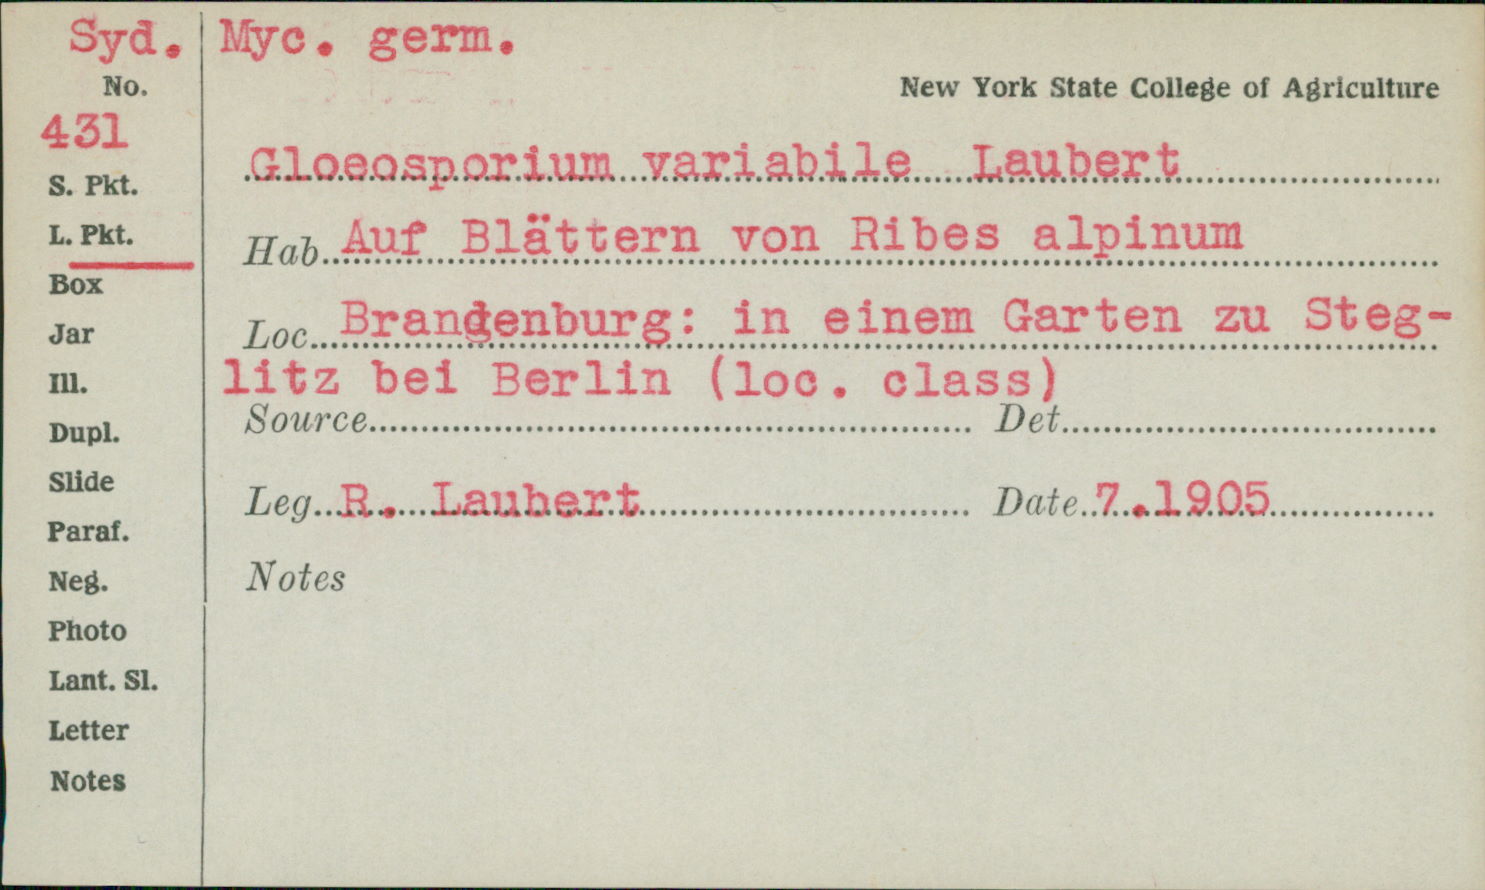 Syd. Myc. germ.
No.
431
New York State College of Agriculture
Gloeosporium variabile Laubert
S. Pkt.
L. Pkt.
Hab. Auf Blättern von Ribes alpinum
Box
Loc. Brandenburg: in einem Garten zu Steg-
Jar
litz bei Berlin (loc. class)
Ill.
Source Det.
Dupl.
Slide
Leg. R. Laubert Date 7.1905
Paraf.
Neg.
Notes
Photo
Lant. Sl.
Letter
Notes